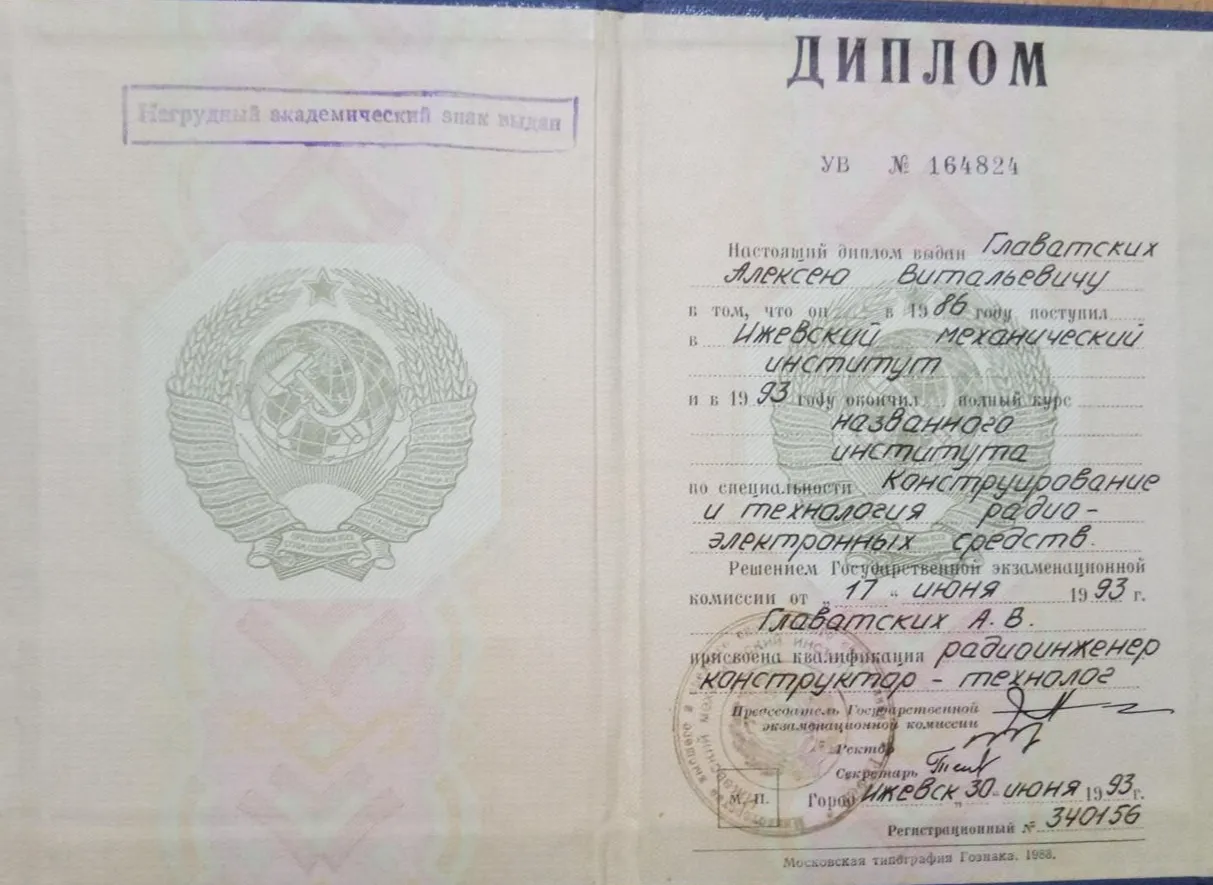 Нагрудный академический знак выдан
ДИПЛОМ
УВ № 164824
Настоящий диплом выдан Главатских
Алексею Витальевичу
в том, что он в 1986 году поступил
в Ижевский механический
институт
и в 1993 году окончил полный курс
названного
института
по специальности Конструирование
и технология радио-
электронных средств.
Решением Государственной экзаменационной
комиссии от „17“ июня 1993 г.
Главатских А. В.
присвоена квалификация радиоинженер
конструктор - технолог
Председатель Государственной
экзаменационной комиссии
Ректор
Секретарь
М. П. Город Ижевск „30“ июня 1993 г.
Регистрационный № 340156
Московская типография Гознака. 1988.